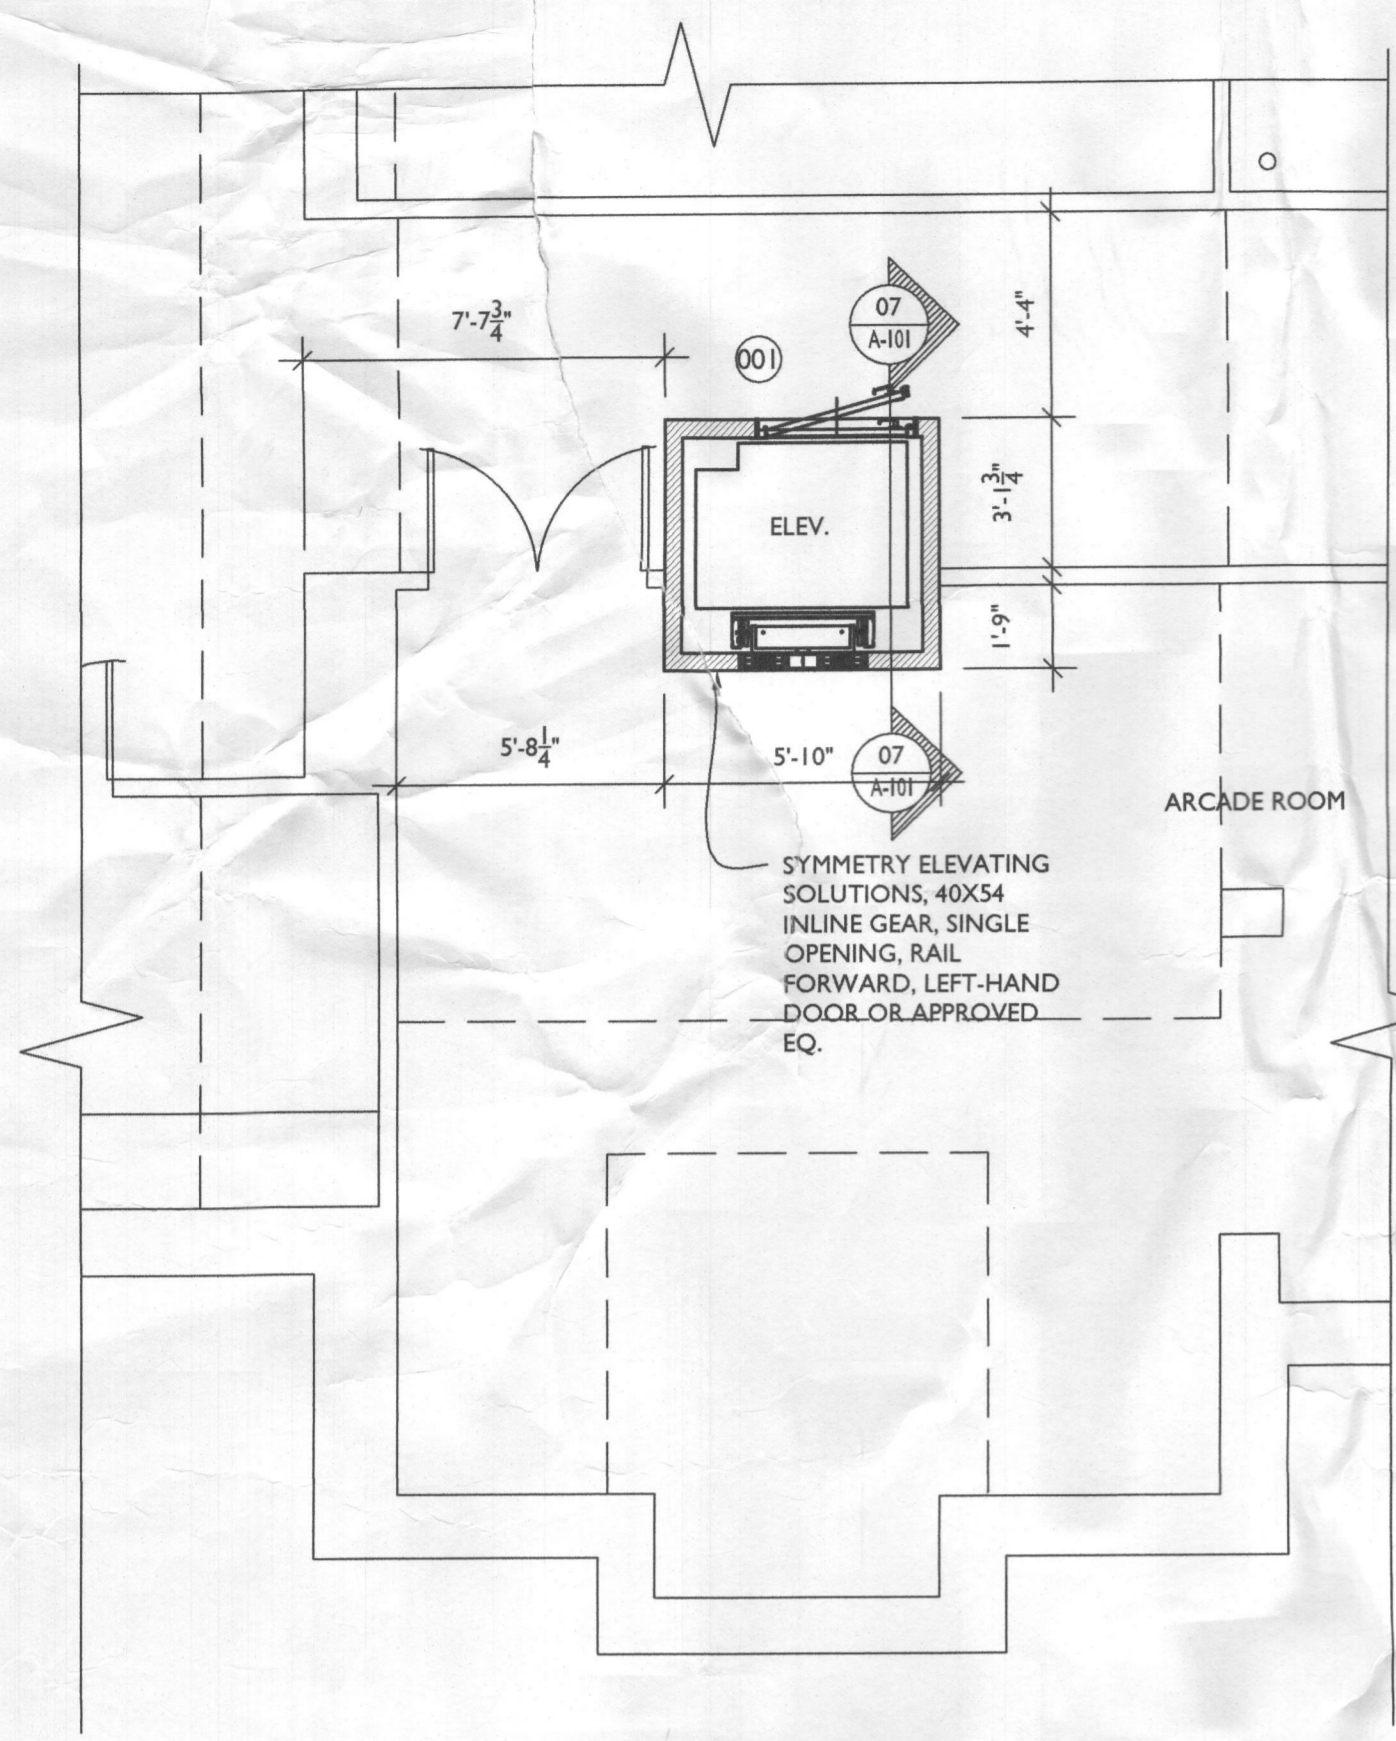 7'-7 3/4"
001
07
A-101
4'-4"
3'-1 3/4"
ELEV.
1'-9"
5'-8 1/4"
5'-10"
07
A-101
ARCADE ROOM
SYMMETRY ELEVATING
SOLUTIONS, 40X54
INLINE GEAR, SINGLE
OPENING, RAIL
FORWARD, LEFT-HAND
DOOR OR APPROVED
EQ.